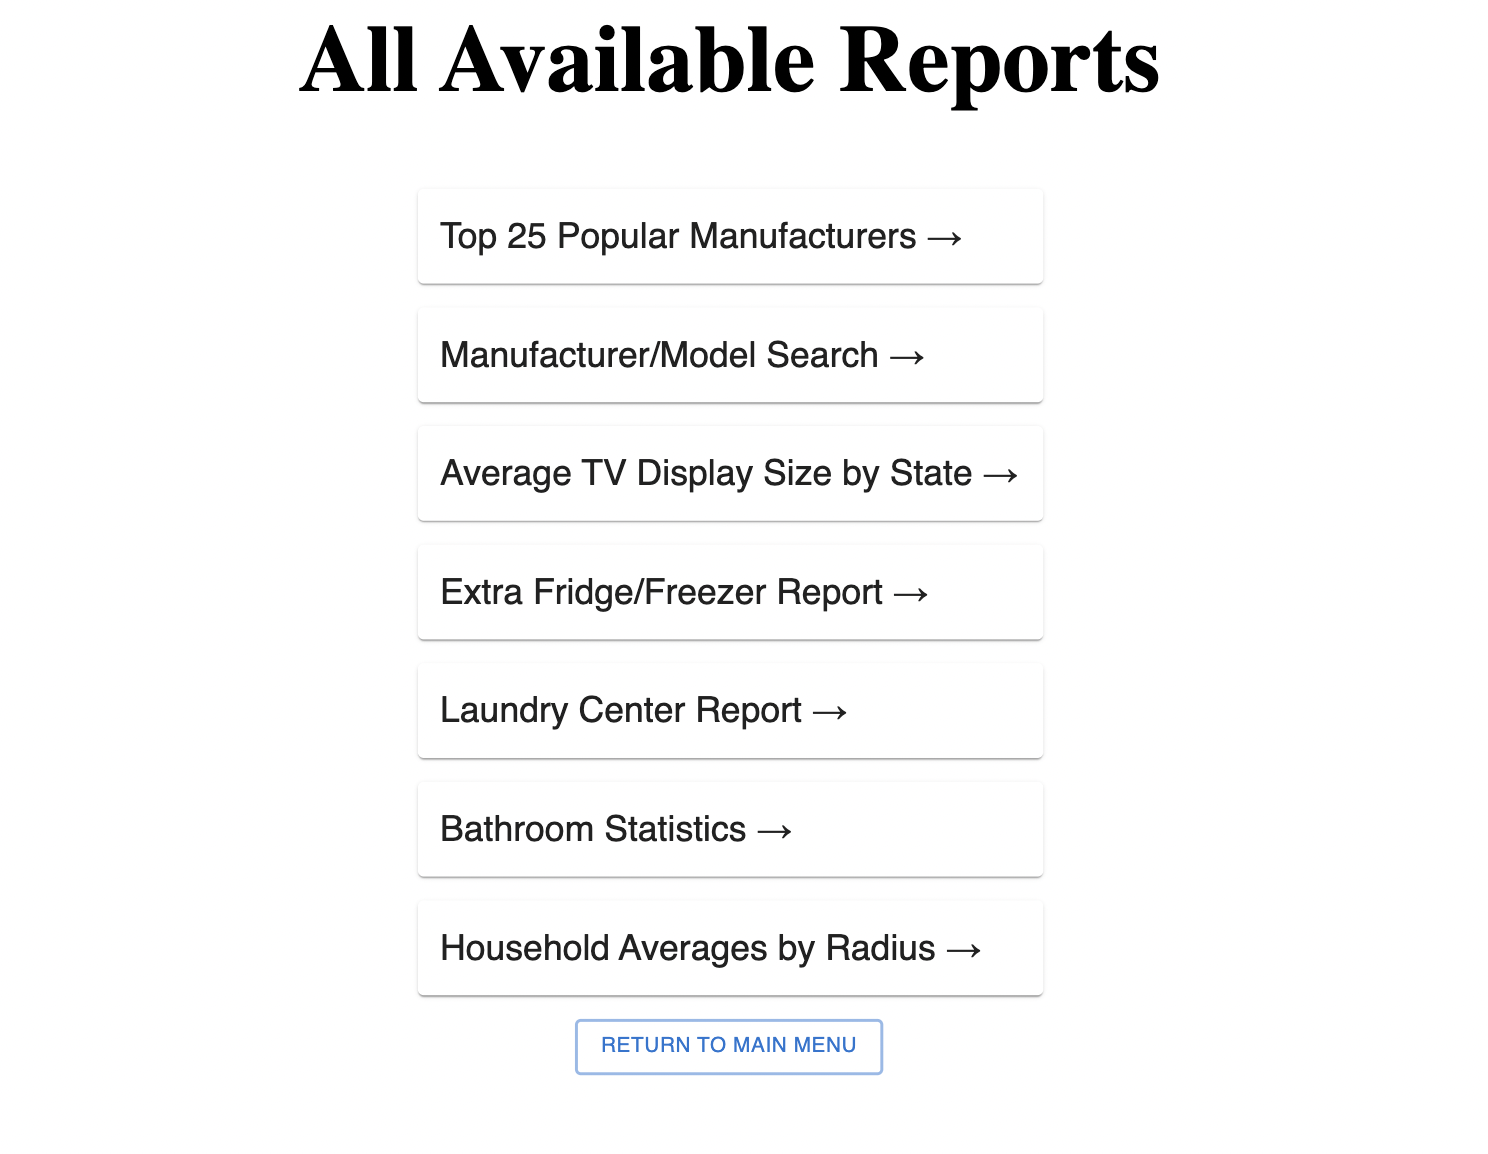 All Available Reports
Top 25 Popular Manufacturers →
Manufacturer/Model Search →
Average TV Display Size by State →
Extra Fridge/Freezer Report →
Laundry Center Report →
Bathroom Statistics →
Household Averages by Radius →
RETURN TO MAIN MENU